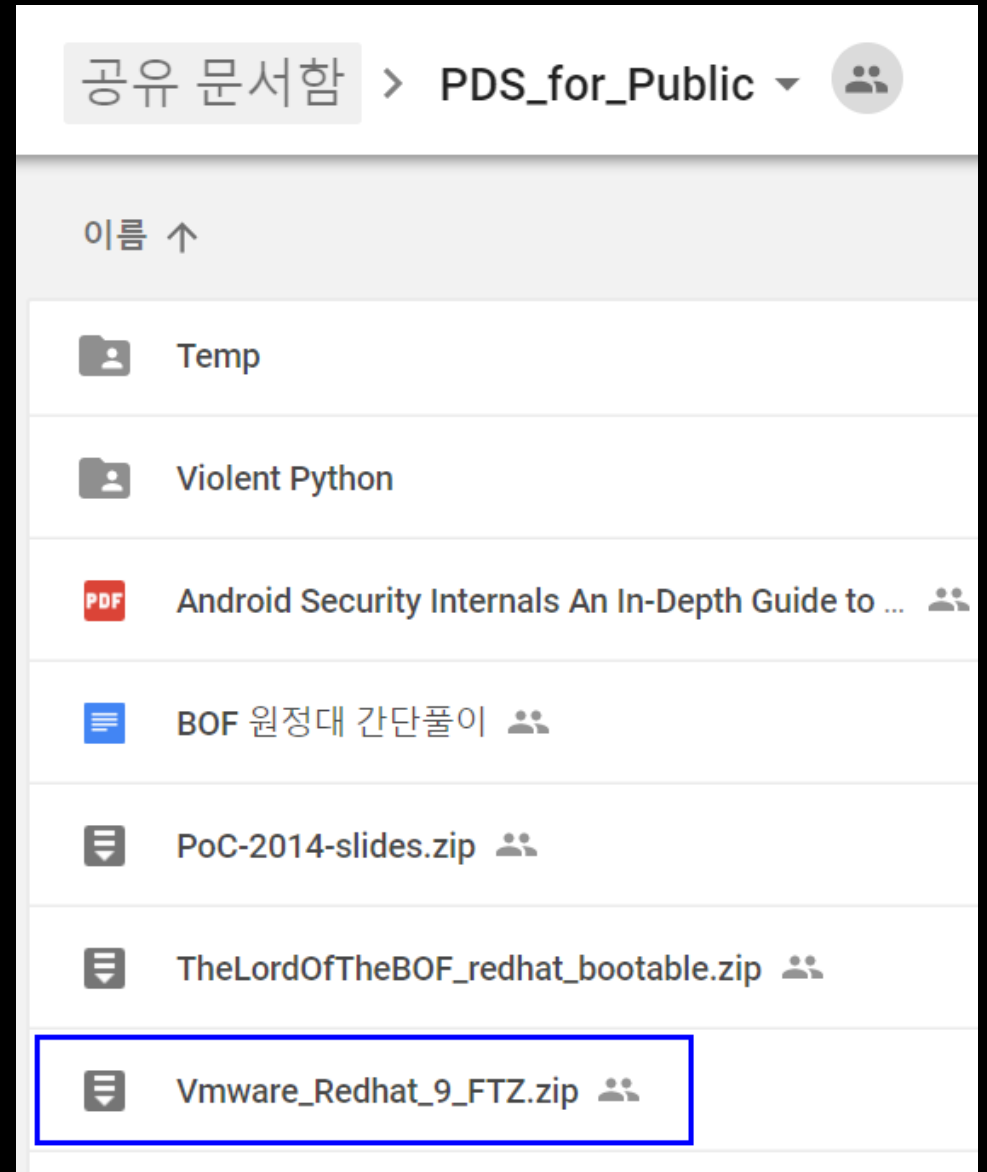 공유 문서함 > PDS_for_Public
이름 ↑
Temp
Violent Python
PDF Android Security Internals An In-Depth Guide to ...
BOF 원정대 간단풀이
PoC-2014-slides.zip
TheLordOfTheBOF_redhat_bootable.zip
Vmware_Redhat_9_FTZ.zip